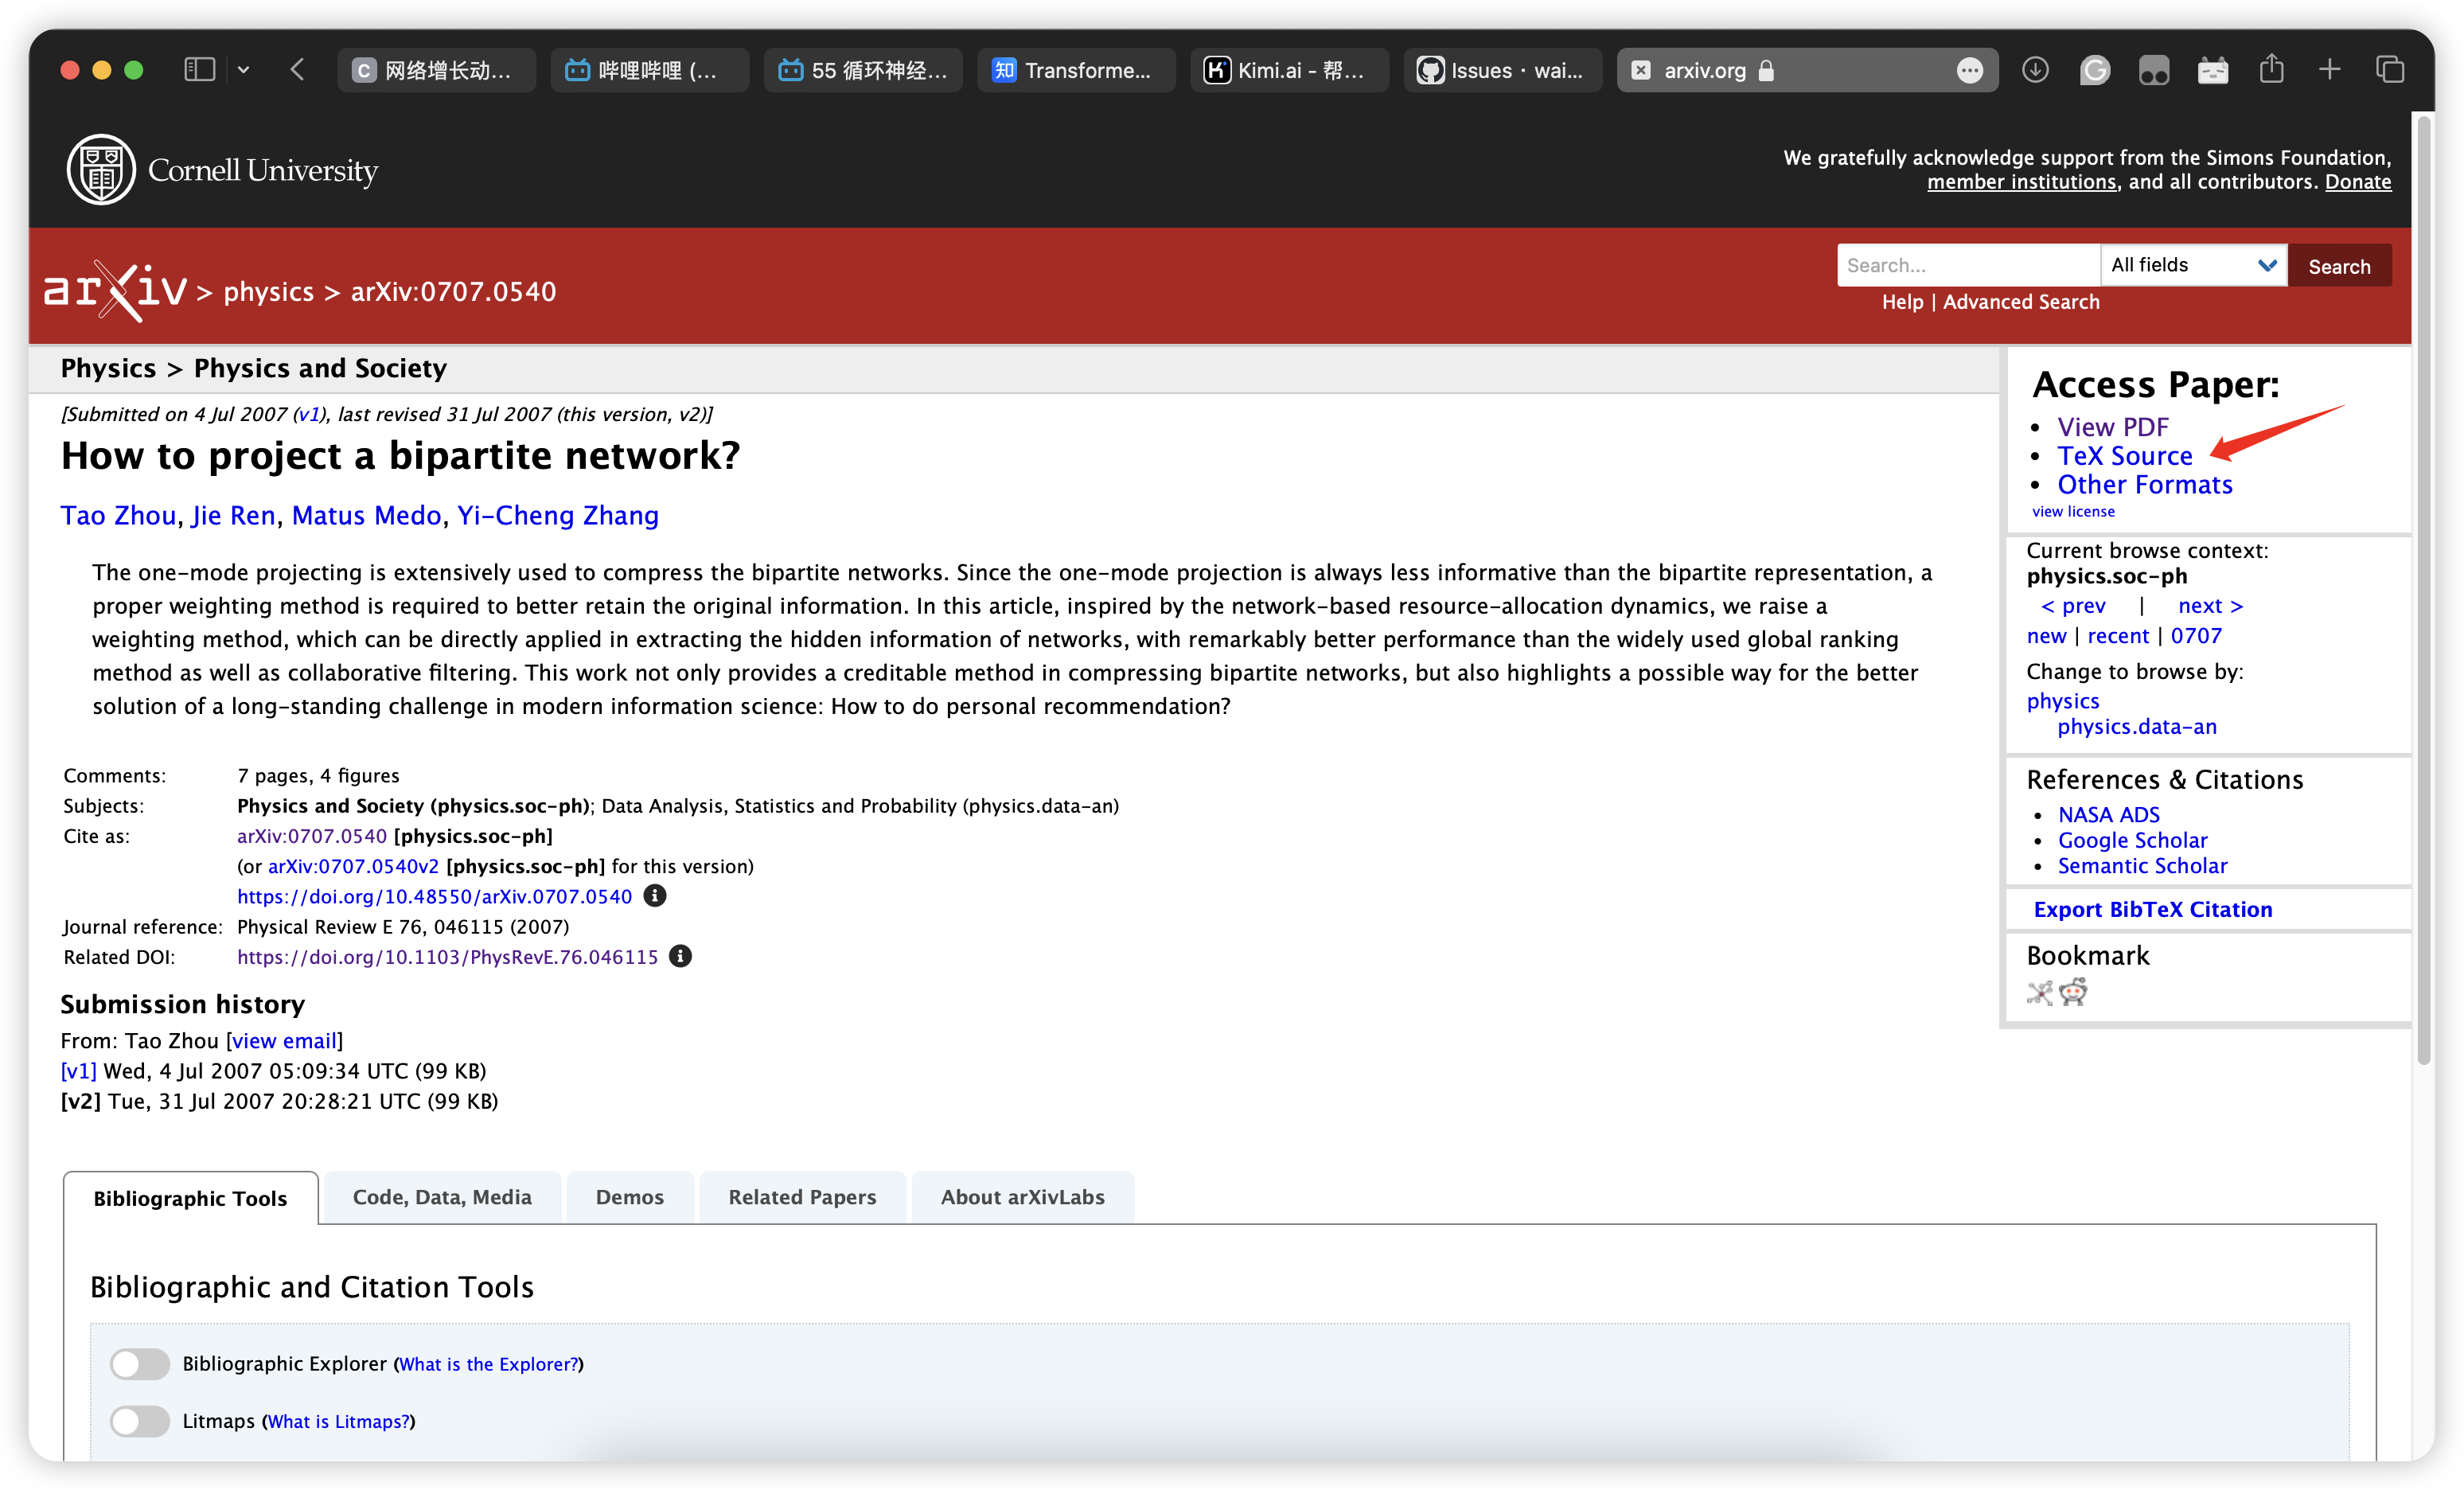 网络增长动...
哔哩哔哩 (...
55 循环神经...
知 Transforme...
Kimi.ai - 帮...
Issues · wai...
arxiv.org
Cornell University
We gratefully acknowledge support from the Simons Foundation,
member institutions, and all contributors. Donate
arXiv > physics > arXiv:0707.0540
Search...
All fields
Search
Help | Advanced Search
Physics > Physics and Society
[Submitted on 4 Jul 2007 (v1), last revised 31 Jul 2007 (this version, v2)]
How to project a bipartite network?
Tao Zhou, Jie Ren, Matus Medo, Yi-Cheng Zhang
The one-mode projecting is extensively used to compress the bipartite networks. Since the one-mode projection is always less informative than the bipartite representation, a
proper weighting method is required to better retain the original information. In this article, inspired by the network-based resource-allocation dynamics, we raise a
weighting method, which can be directly applied in extracting the hidden information of networks, with remarkably better performance than the widely used global ranking
method as well as collaborative filtering. This work not only provides a creditable method in compressing bipartite networks, but also highlights a possible way for the better
solution of a long-standing challenge in modern information science: How to do personal recommendation?
Comments: 7 pages, 4 figures
Subjects: Physics and Society (physics.soc-ph); Data Analysis, Statistics and Probability (physics.data-an)
Cite as: arXiv:0707.0540 [physics.soc-ph]
(or arXiv:0707.0540v2 [physics.soc-ph] for this version)
https://doi.org/10.48550/arXiv.0707.0540
Journal reference: Physical Review E 76, 046115 (2007)
Related DOI: https://doi.org/10.1103/PhysRevE.76.046115
Submission history
From: Tao Zhou [view email]
[v1] Wed, 4 Jul 2007 05:09:34 UTC (99 KB)
[v2] Tue, 31 Jul 2007 20:28:21 UTC (99 KB)
Access Paper:
View PDF
TeX Source
Other Formats
view license
Current browse context:
physics.soc-ph
< prev | next >
new | recent | 0707
Change to browse by:
physics
physics.data-an
References & Citations
NASA ADS
Google Scholar
Semantic Scholar
Export BibTeX Citation
Bookmark
Bibliographic Tools
Code, Data, Media
Demos
Related Papers
About arXivLabs
Bibliographic and Citation Tools
Bibliographic Explorer (What is the Explorer?)
Litmaps (What is Litmaps?)